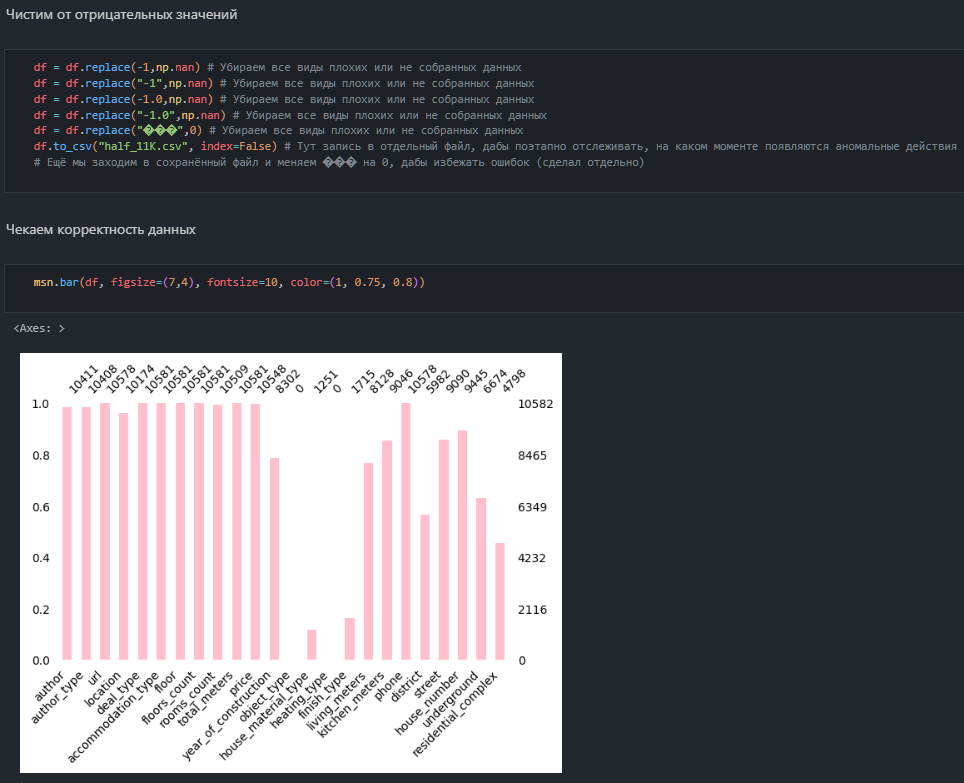 Чистим от отрицательных значений
df = df.replace(-1,np.nan) # Убираем все виды плохих или не собранных данных
df = df.replace("-1",np.nan) # Убираем все виды плохих или не собранных данных
df = df.replace(-1.0,np.nan) # Убираем все виды плохих или не собранных данных
df = df.replace("-1.0",np.nan) # Убираем все виды плохих или не собранных данных
df = df.replace("���",0) # Убираем все виды плохих или не собранных данных
df.to_csv("half_11K.csv", index=False) # Тут запись в отдельный файл, дабы поэтапно отслеживать, на каком моменте появляются аномальные действия
# Ещё мы заходим в сохранённый файл и меняем ��� на 0, дабы избежать ошибок (сделал отдельно)
Чекаем корректность данных
msn.bar(df, figsize=(7,4), fontsize=10, color=(1, 0.75, 0.8))
<Axes: >
10411
10408
10578
10174
10581
10581
10581
10581
10509
10581
10548
8302
0
1251
0
1715
8128
9046
10578
5982
9090
9445
6674
4798
1.0
10582
0.8
8465
0.6
6349
0.4
4232
0.2
2116
0.0
0
author
author_type
url
location
deal_type
accommodation_type
floor
floors_count
rooms_count
total_meters
price
year_of_construction
object_type
house_material_type
heating_type
finish_type
living_meters
kitchen_meters
phone
district
street
house_number
underground
residential_complex